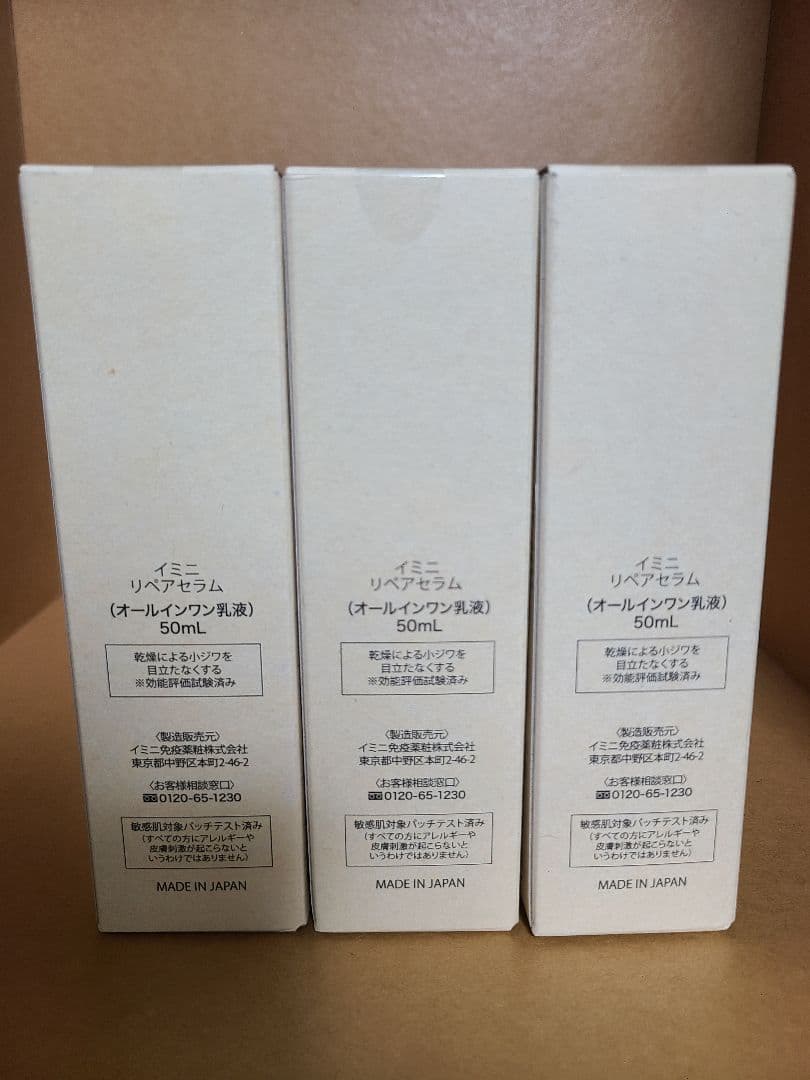 イミニ
リペアセラム
（オールインワン乳液）
50mL
乾燥による小ジワを
目立たなくする
※効能評価試験済み
〈製造販売元〉
イミニ免疫薬粧株式会社
東京都中野区本町2-46-2
〈お客様相談窓口〉
0120-65-1230
敏感肌対象パッチテスト済み
（すべての方にアレルギーや
皮膚刺激が起こらないと
いうわけではありません）
MADE IN JAPAN
イミニ
リペアセラム
（オールインワン乳液）
50mL
乾燥による小ジワを
目立たなくする
※効能評価試験済み
〈製造販売元〉
イミニ免疫薬粧株式会社
東京都中野区本町2-46-2
〈お客様相談窓口〉
0120-65-1230
敏感肌対象パッチテスト済み
（すべての方にアレルギーや
皮膚刺激が起こらないと
いうわけではありません）
MADE IN JAPAN
イミニ
リペアセラム
（オールインワン乳液）
50mL
乾燥による小ジワを
目立たなくする
※効能評価試験済み
〈製造販売元〉
イミニ免疫薬粧株式会社
東京都中野区本町2-46-2
〈お客様相談窓口〉
0120-65-1230
敏感肌対象パッチテスト済み
（すべての方にアレルギーや
皮膚刺激が起こらないと
いうわけではありません）
MADE IN JAPAN